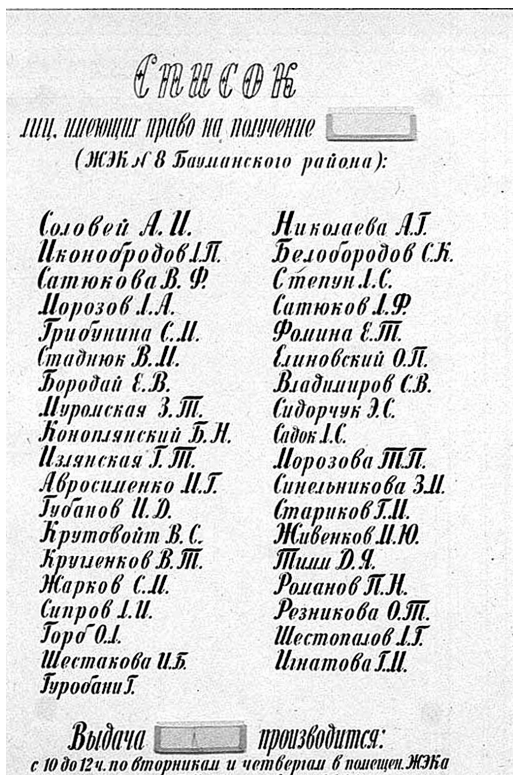 Список
лиц, имеющих право на получение
(ЖЭК № 8 Бауманского района):
Соловей А.И.
Иконобродов Л.П.
Сатюкова В.Ф.
Морозов Л.А.
Грибунина С.М.
Стаднюк В.М.
Бородай Е.В.
Муромская З.Т.
Коноплянский Б.Н.
Излянская Г.Т.
Авросименко М.Г.
Губанов И.Д.
Крутовойт В.С.
Кругленков В.Т.
Жарков С.М.
Сипров Л.И.
Горб О.Л.
Шестакова И.Б.
Гуробани Г.
Николаева А.Г.
Белобородов С.К.
Степун Л.С.
Сатюков Л.Ф.
Фомина Е.Т.
Елиновский О.П.
Владимиров С.В.
Сидорчук Э.С.
Садок Л.С.
Морозова Т.П.
Синельникова З.М.
Стариков Г.М.
Живенков М.Ю.
Тилли Д.Я.
Романов П.Н.
Резникова О.Т.
Шестопалов Л.Г.
Игнатова Г.М.
Выдача производится:
с 10 до 12 ч. по вторникам и четвергам в помещен. ЖЭКа